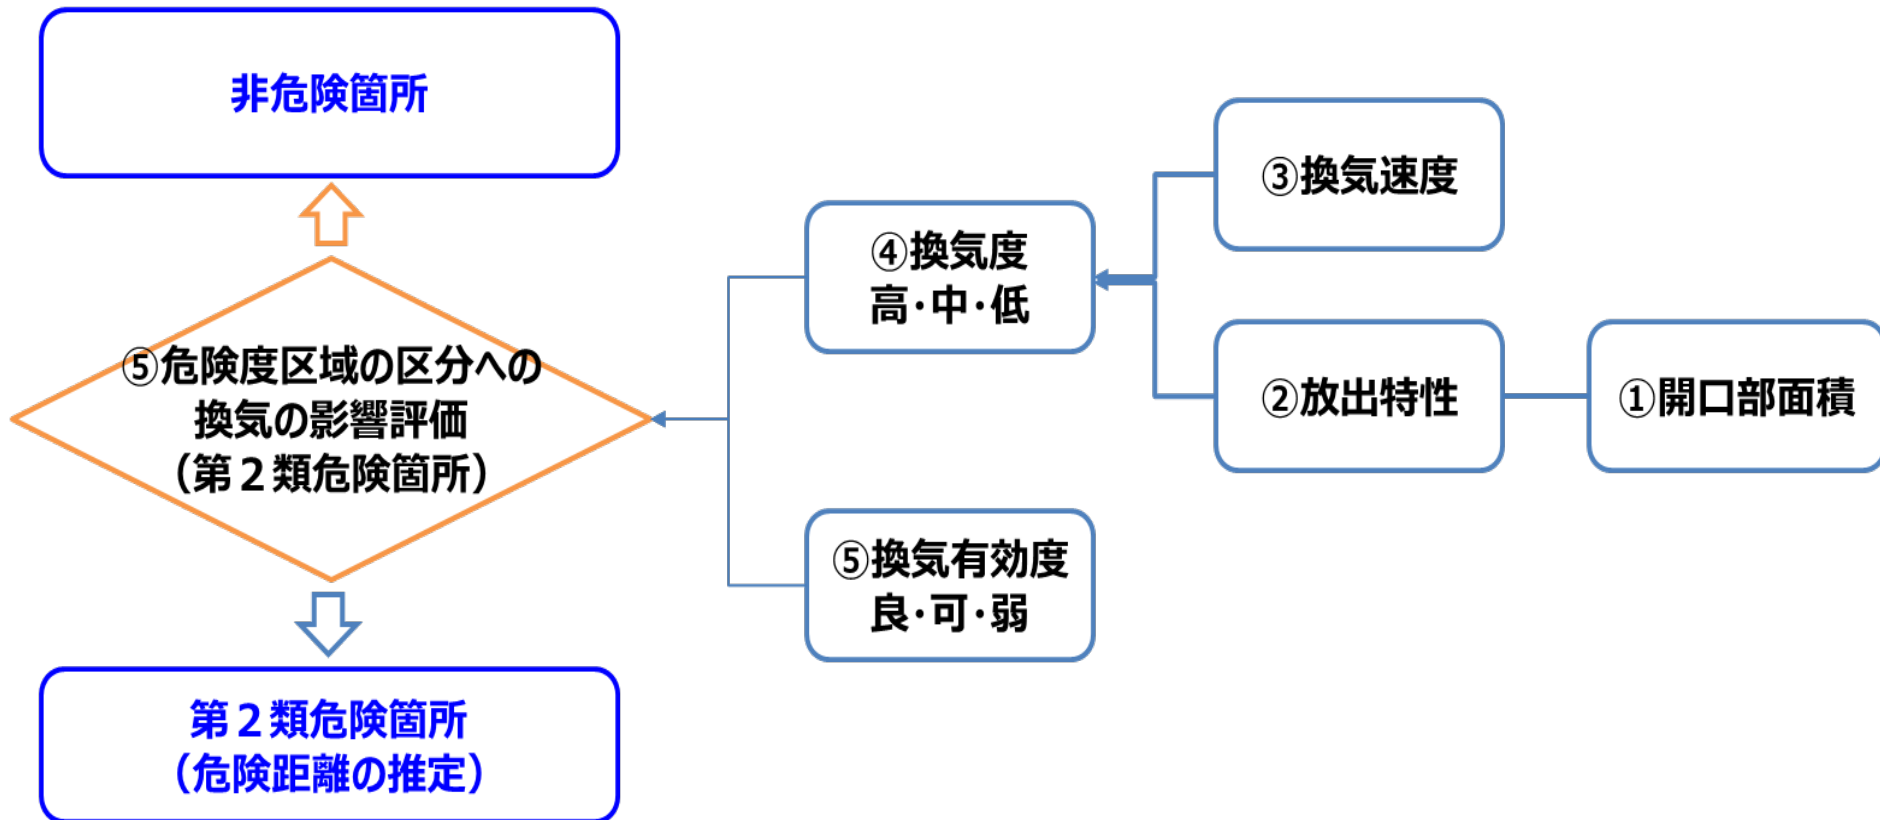 非危険箇所
③換気速度
④換気度
高・中・低
⑤危険度区域の区分への
換気の影響評価
（第２類危険箇所）
②放出特性
①開口部面積
⑤換気有効度
良・可・弱
第２類危険箇所
（危険距離の推定）